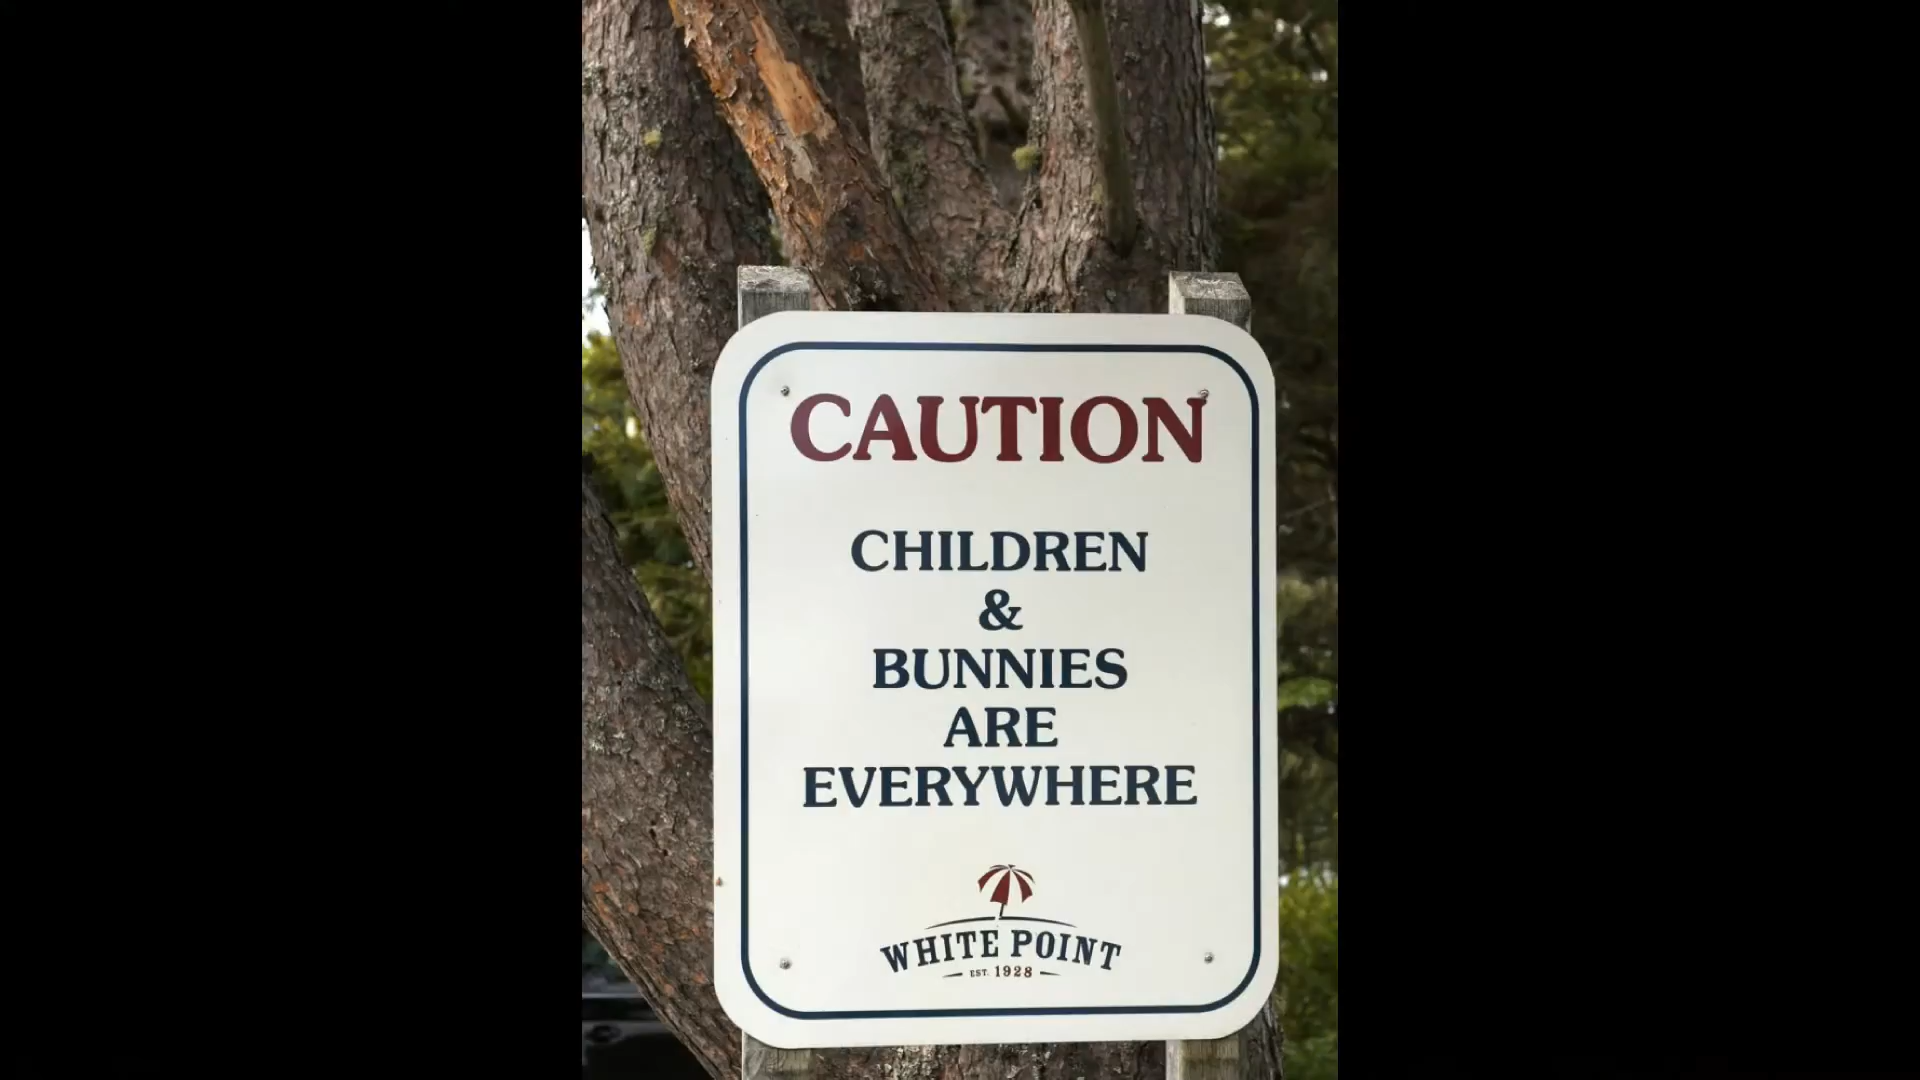 CAUTION
CHILDREN
&
BUNNIES
ARE
EVERYWHERE
WHITE POINT
EST. 1928